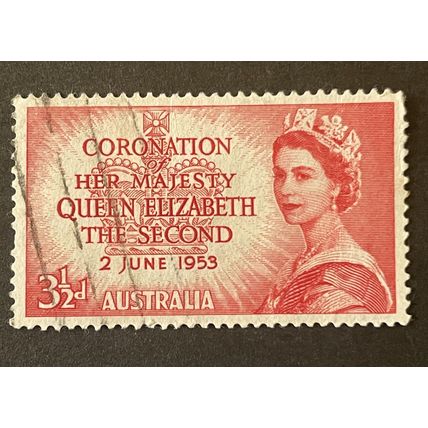 CORONATION
of
HER MAJESTY
QUEEN ELIZABETH
THE SECOND
2 JUNE 1953
3½d AUSTRALIA